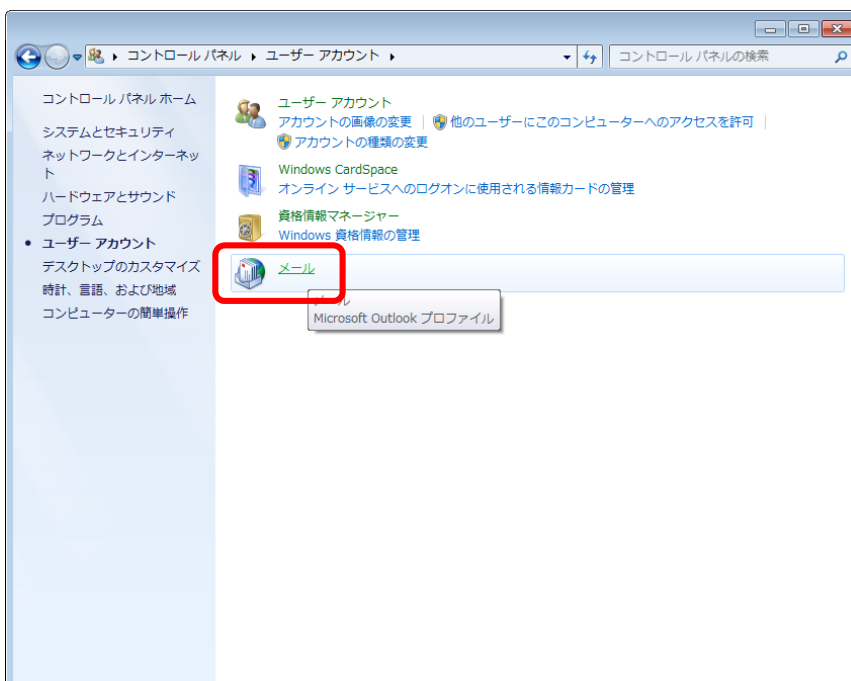 コントロール パネル ユーザー アカウント
コントロール パネルの検索
コントロール パネル ホーム
システムとセキュリティ
ネットワークとインターネッ
ト
ハードウェアとサウンド
プログラム
ユーザー アカウント
デスクトップのカスタマイズ
時計、言語、および地域
コンピューターの簡単操作
ユーザー アカウント
アカウントの画像の変更 | 他のユーザーにこのコンピューターへのアクセスを許可 |
アカウントの種類の変更
Windows CardSpace
オンライン サービスへのログオンに使用される情報カードの管理
資格情報マネージャー
Windows 資格情報の管理
メール
メール
Microsoft Outlook プロファイル